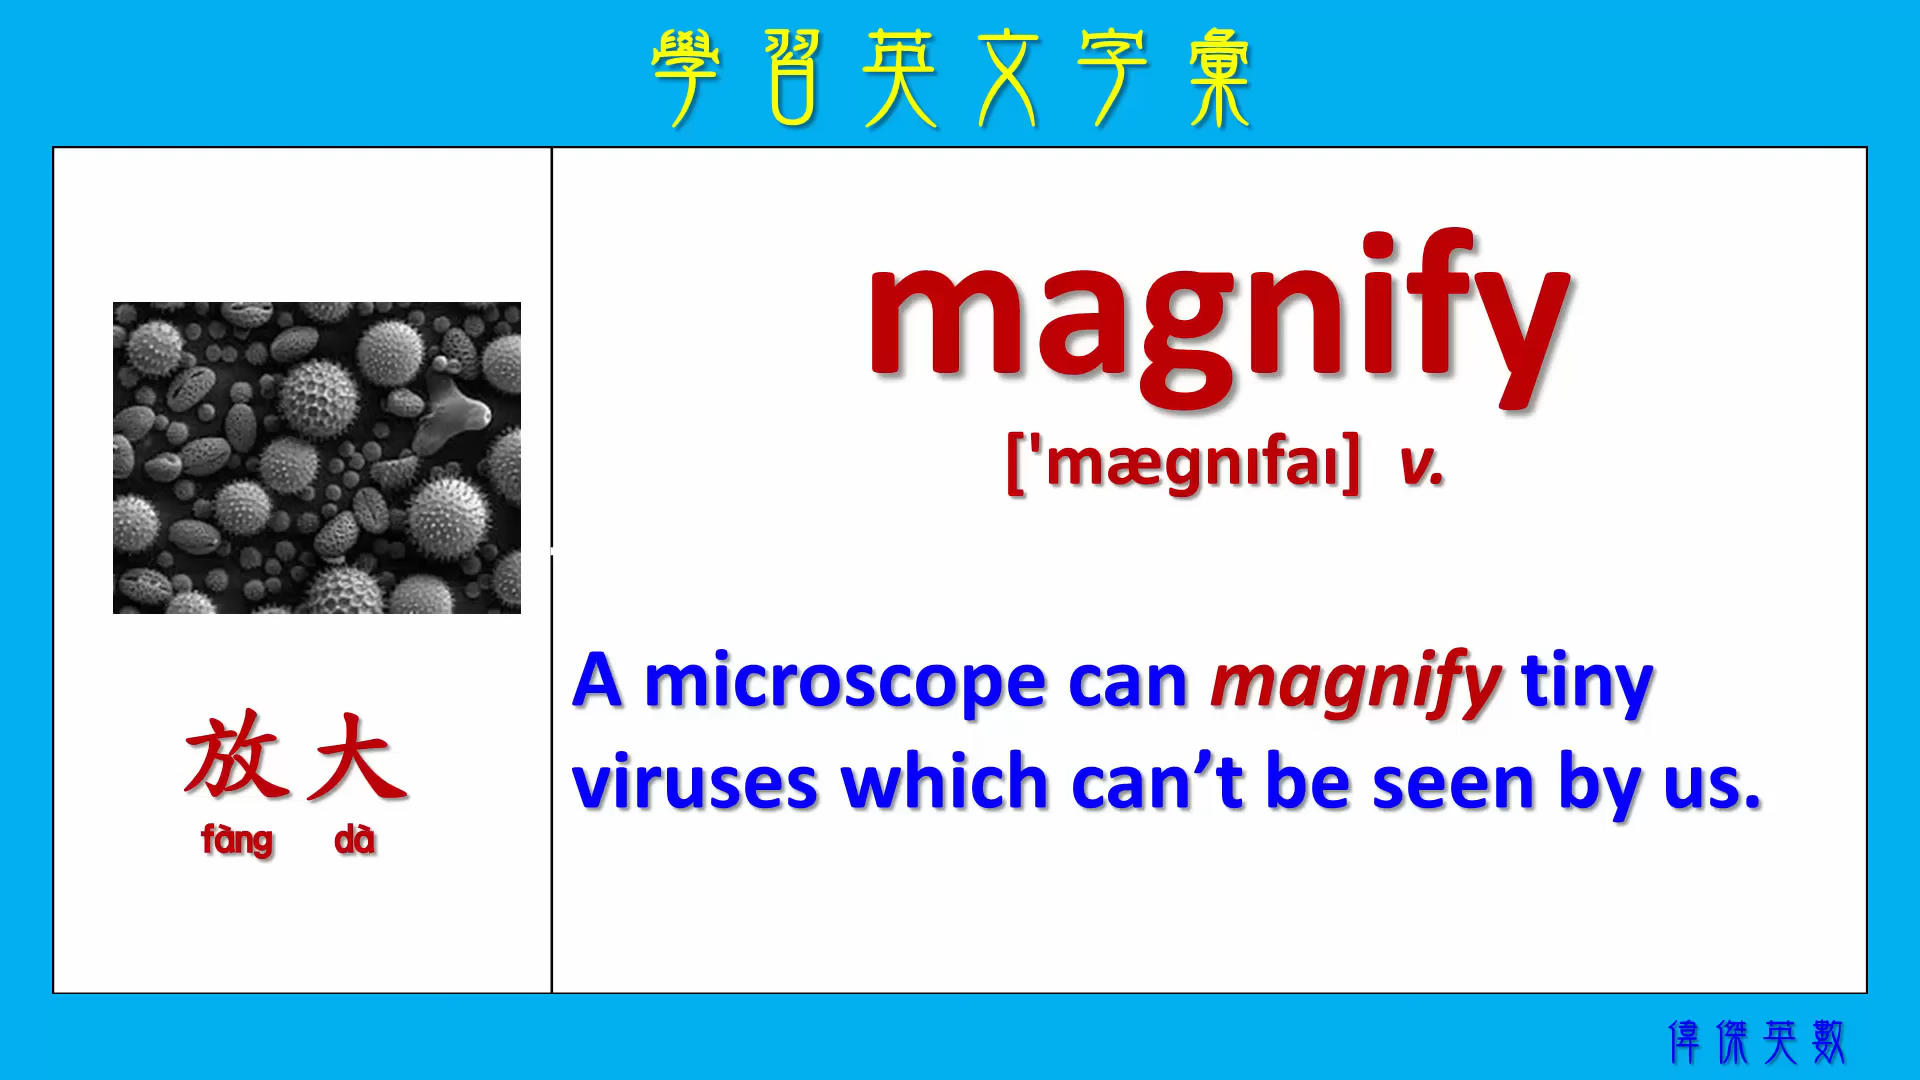 學習英文字彙
magnify
['mægnıfaı] v.
放大
fàng dà
A microscope can magnify tiny
viruses which can’t be seen by us.
偉傑英數